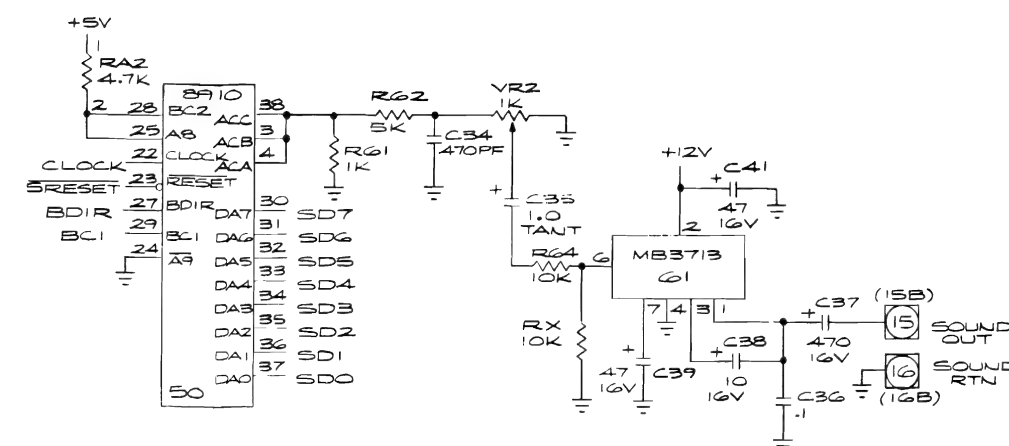 +5V
1
RA2
4.7K
8910
2 28 BC2 ACC 38
25 A8 ACB 3
22 CLOCK ACA 4
CLOCK
SRESET 23 RESET
BDIR 27 BDIR
BC1 29 BC1
24 A9
DA7 30 SD7
DA6 31 SD6
DA5 32 SD5
DA4 33 SD4
DA3 34 SD3
DA2 35 SD2
DA1 36 SD1
DA0 37 SD0
50
R62
5K
R61
1K
C34
470PF
VR2
1K
+ C35
1.0
TANT
R64
10K
RX
10K
+12V
+ C41
47
16V
2
6 MB3713
61
7 4 3 1
+ C39
47
16V
+ C38
10
16V
C36
.1
+ C37
470
16V
(15B)
15 SOUND
OUT
16 SOUND
RTN
(16B)